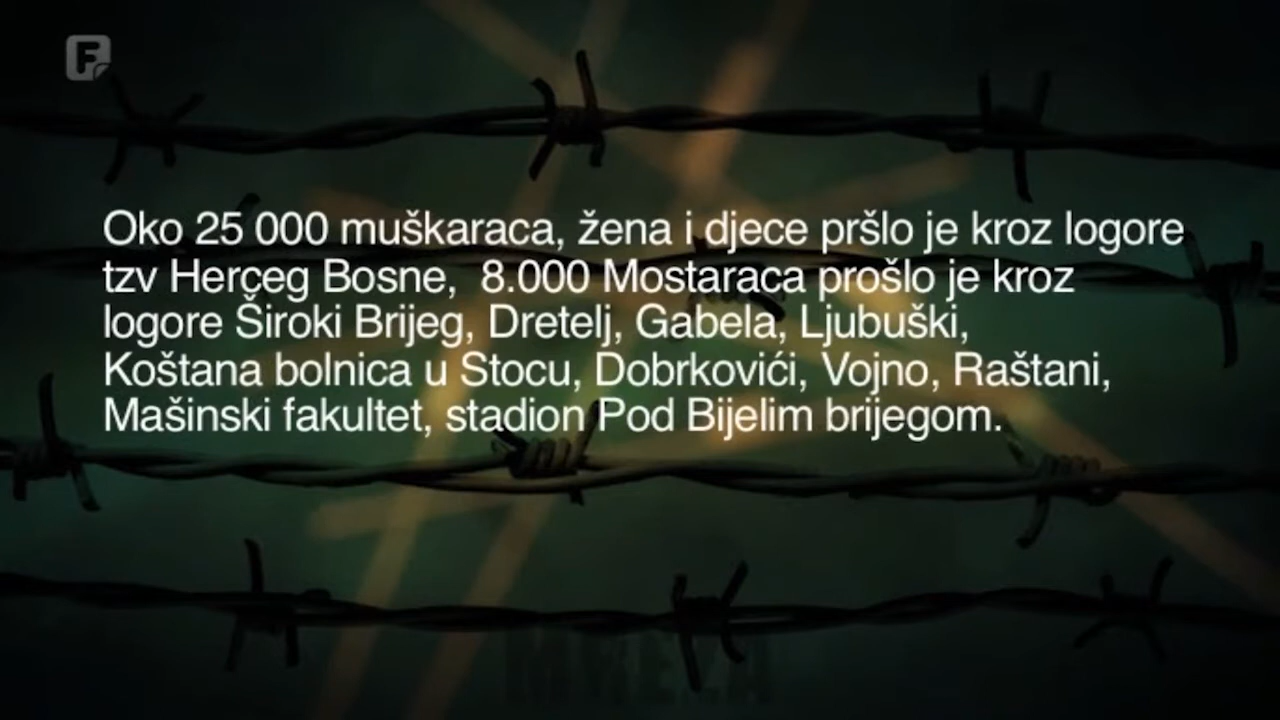 F
Oko 25 000 muškaraca, žena i djece pršlo je kroz logore
tzv Herceg Bosne,  8.000 Mostaraca prošlo je kroz
logore Široki Brijeg, Dretelj, Gabela, Ljubuški,
Koštana bolnica u Stocu, Dobrkovići, Vojno, Raštani,
Mašinski fakultet, stadion Pod Bijelim brijegom.
MREŽA